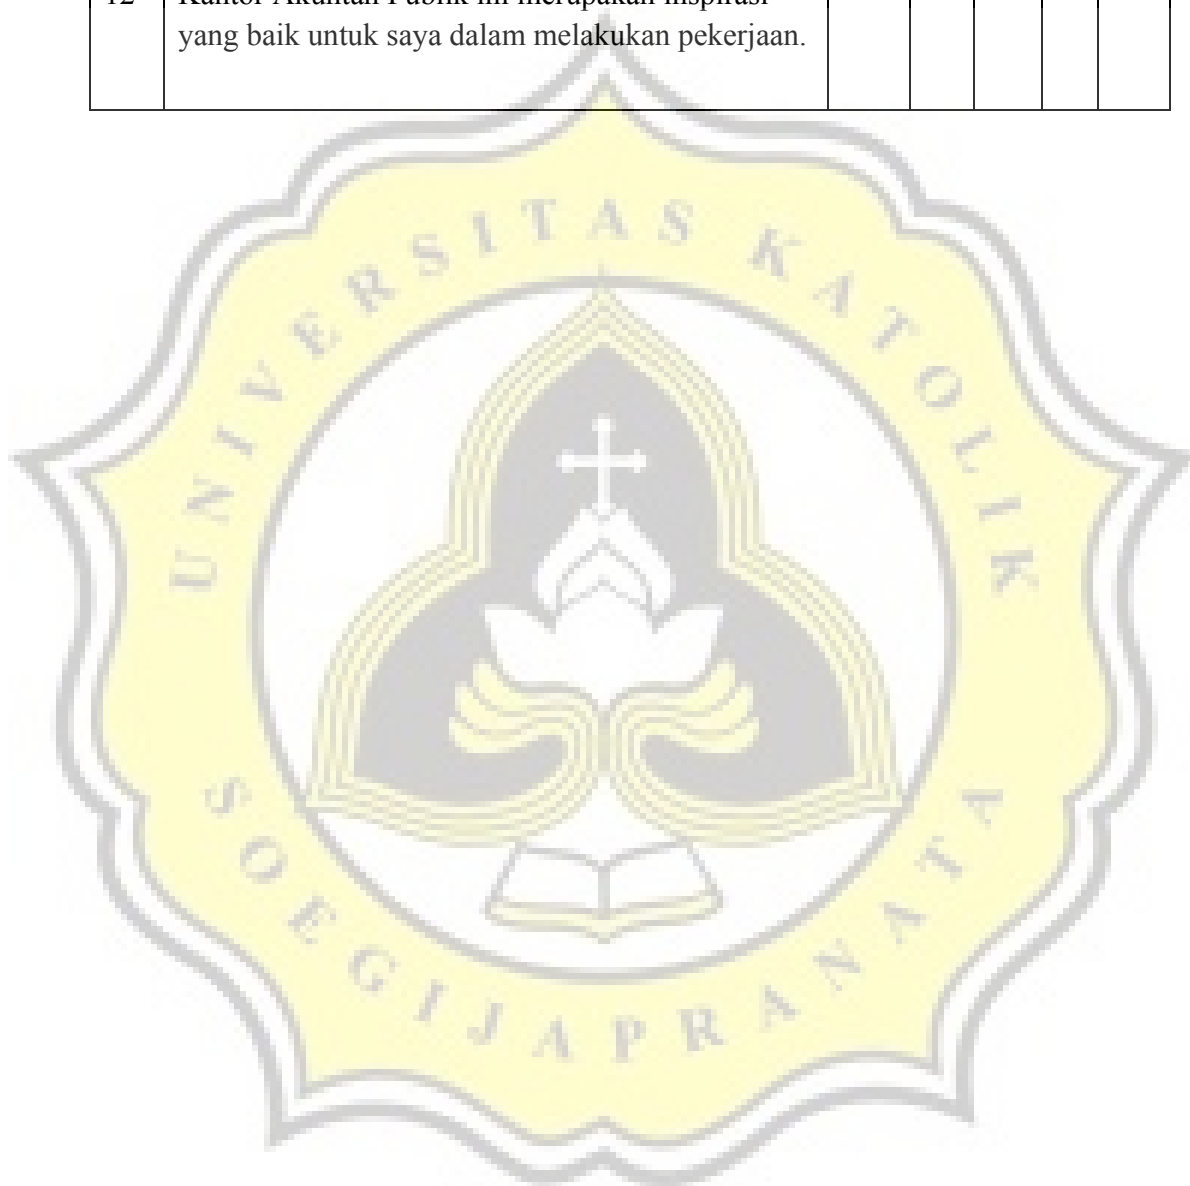 12 Kantor Akuntan Publik ini merupakan inspirasi
yang baik untuk saya dalam melakukan pekerjaan.
UNIVERSITAS KATOLIK
SOEGIJAPRANATA